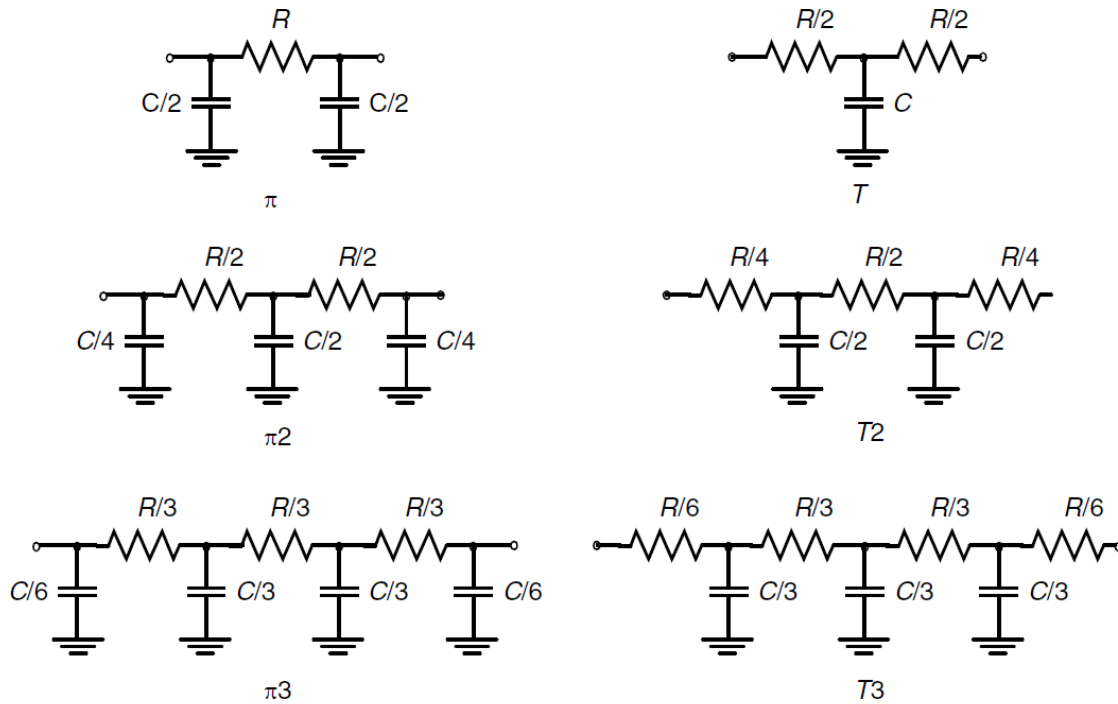 R
R/2 R/2
C/2 C/2
C
π
T
R/2 R/2
R/4 R/2 R/4
C/4 C/2 C/4
C/2 C/2
π2
T2
R/3 R/3 R/3
R/6 R/3 R/3 R/6
C/6 C/3 C/3 C/6
C/3 C/3 C/3
π3
T3